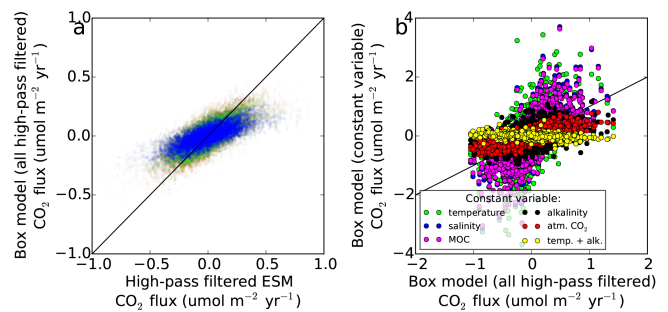 a
Box model (all high-pass filtered)
CO₂ flux (umol m⁻² yr⁻¹)
1.0
0.5
0.0
−0.5
−1.0
−1.0 −0.5 0.0 0.5 1.0
High-pass filtered ESM
CO₂ flux (umol m⁻² yr⁻¹)
b
Box model (constant variable)
CO₂ flux (umol m⁻² yr⁻¹)
4
2
0
−2
−4
Constant variable:
temperature
salinity
MOC
alkalinity
atm. CO₂
temp. + alk.
−2 −1 0 1 2
Box model (all high-pass filtered)
CO₂ flux (umol m⁻² yr⁻¹)